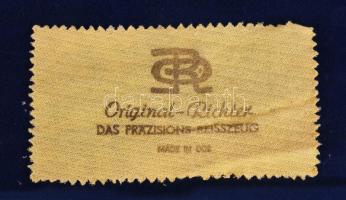 Original-Richter
DAS PRÄZISIONS-REISSZEUG
MADE IN GDR